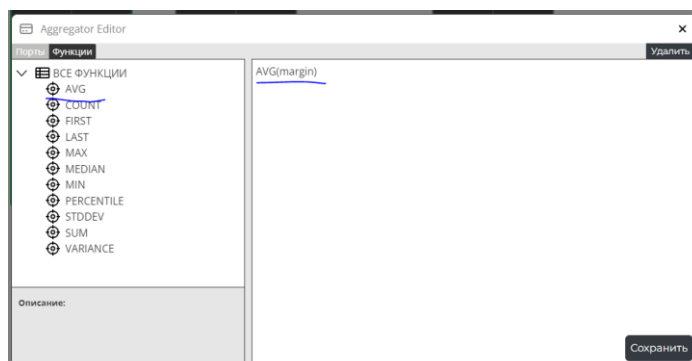 Aggregator Editor
Порты Функции
Удалить
ВСЕ ФУНКЦИИ
AVG
COUNT
FIRST
LAST
MAX
MEDIAN
MIN
PERCENTILE
STDDEV
SUM
VARIANCE
Описание:
AVG(margin)
Сохранить